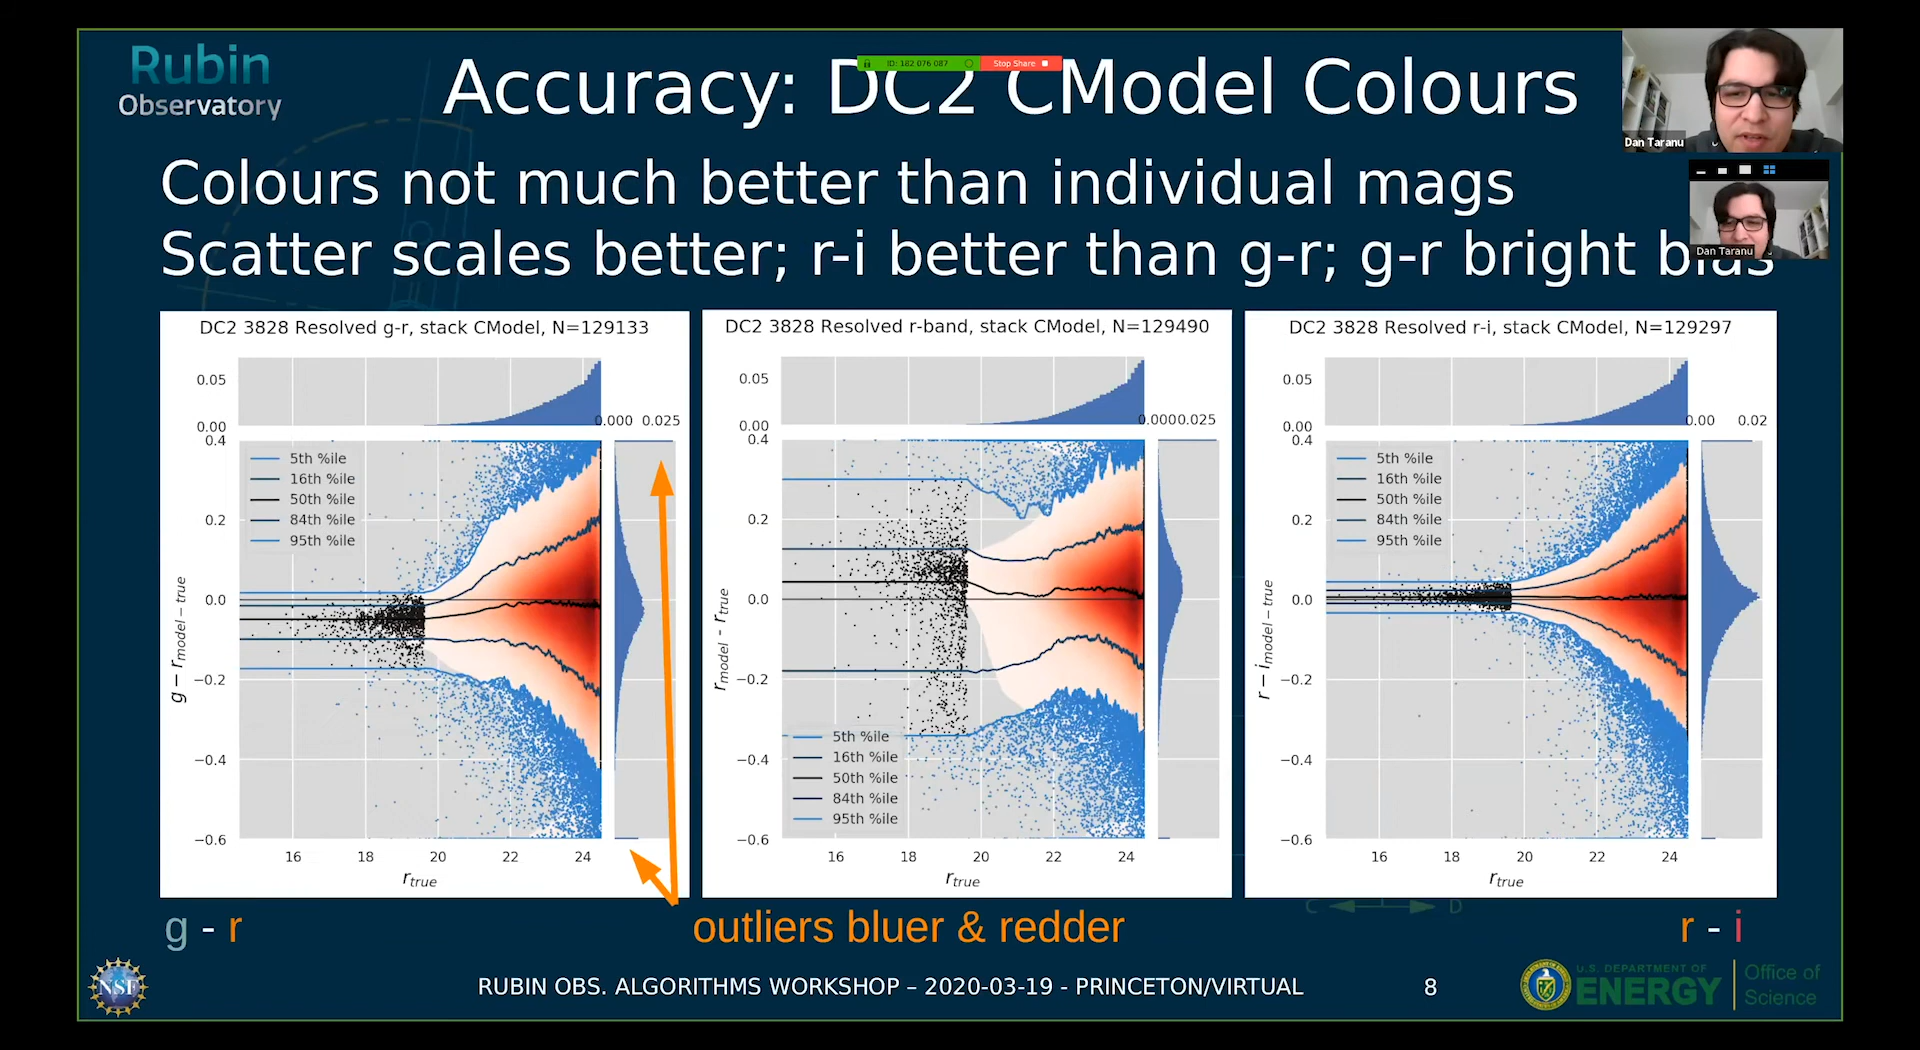 Rubin
Observatory
Accuracy: DC2 CModel Colours
ID: 182 076 087
Stop Share
Dan Taranu
Dan Taranu
Colours not much better than individual mags
Scatter scales better; r-i better than g-r; g-r bright bias
DC2 3828 Resolved g-r, stack CModel, N=129133
0.05
0.00
0.000 0.025
0.4
0.2
0.0
−0.2
−0.4
−0.6
5th %ile
16th %ile
50th %ile
84th %ile
95th %ile
g − r model−true
16 18 20 22 24
r true
DC2 3828 Resolved r-band, stack CModel, N=129490
0.05
0.00
0.000 0.025
0.4
0.2
0.0
−0.2
−0.4
−0.6
5th %ile
16th %ile
50th %ile
84th %ile
95th %ile
r model - r true
16 18 20 22 24
r true
DC2 3828 Resolved r-i, stack CModel, N=129297
0.05
0.00
0.00 0.02
0.4
0.2
0.0
−0.2
−0.4
−0.6
5th %ile
16th %ile
50th %ile
84th %ile
95th %ile
r − i model−true
16 18 20 22 24
r true
C D
g - r
outliers bluer & redder
r - i
NSF
RUBIN OBS. ALGORITHMS WORKSHOP – 2020-03-19 - PRINCETON/VIRTUAL
8
U.S. DEPARTMENT OF
ENERGY
Office of
Science